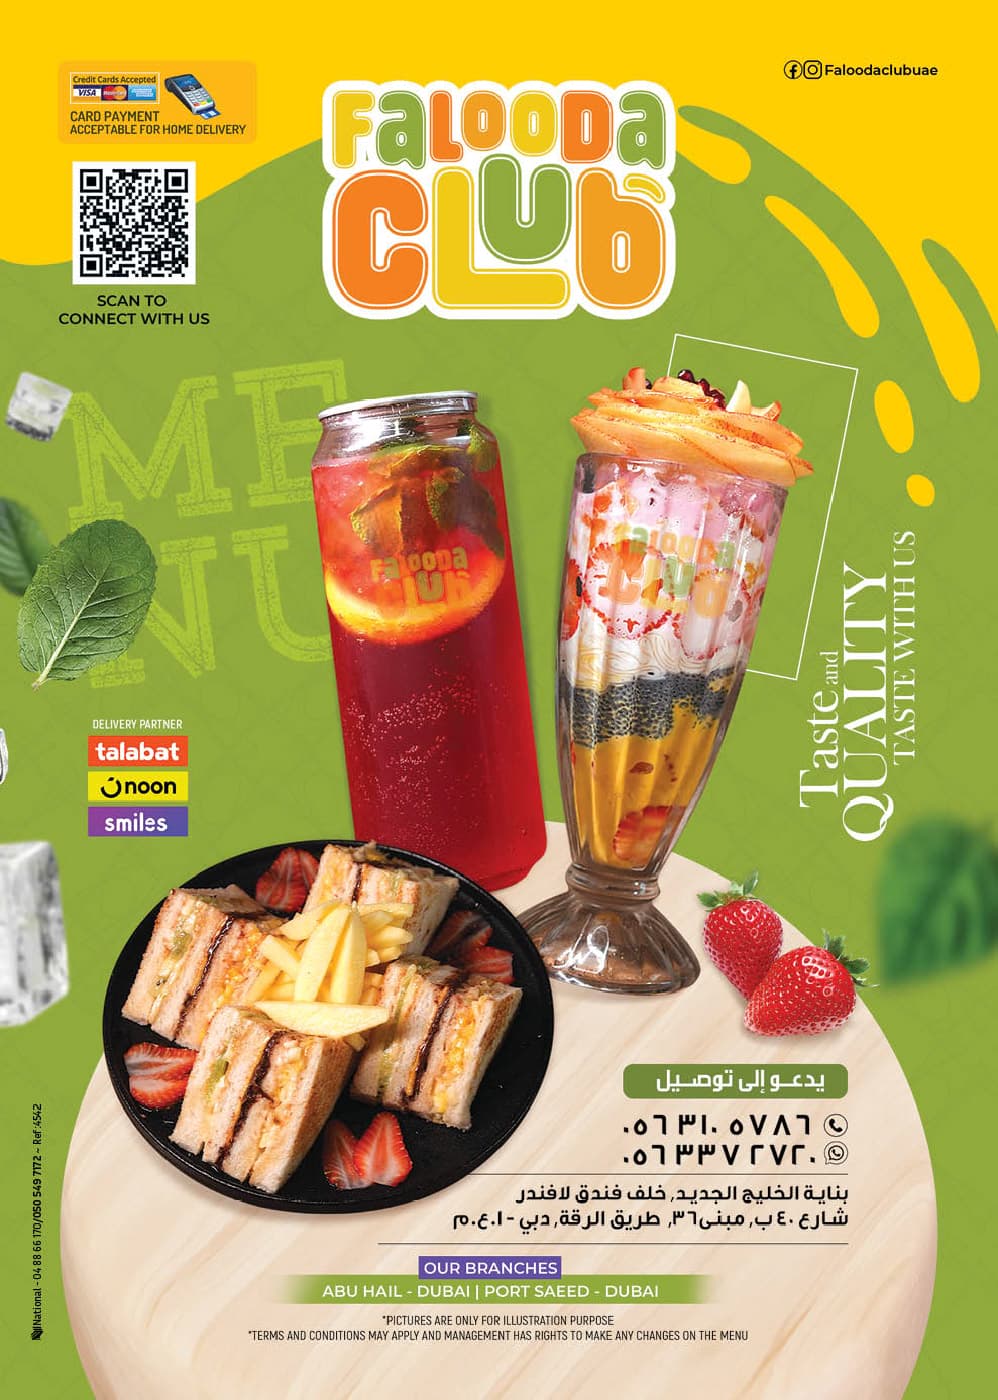 Credit Cards Accepted
VISA MasterCard
CARD PAYMENT
ACCEPTABLE FOR HOME DELIVERY
Faloodaclubuae
FALOODA
CLUB
SCAN TO
CONNECT WITH US
MENU
FALOODA
CLUB
FALOODA
CLUB
Taste and
QUALITY
TASTE WITH US
DELIVERY PARTNER
talabat
noon
smiles
يدعو إلى توصيل
٠٥٦ ٣١٠ ٥٧٨٦
٠٥٦ ٣٣٧ ٢٧٢٠
بناية الخليج الجديد, خلف فندق لافندر
شارع ٤٠ ب, مبنى ٣٦, طريق الرقة, دبي - ا.ع.م
OUR BRANCHES
ABU HAIL - DUBAI | PORT SAEED - DUBAI
*PICTURES ARE ONLY FOR ILLUSTRATION PURPOSE
*TERMS AND CONDITIONS MAY APPLY AND MANAGEMENT HAS RIGHTS TO MAKE ANY CHANGES ON THE MENU
National - 04 88 66 170/050 549 7172 ~ Ref:4542